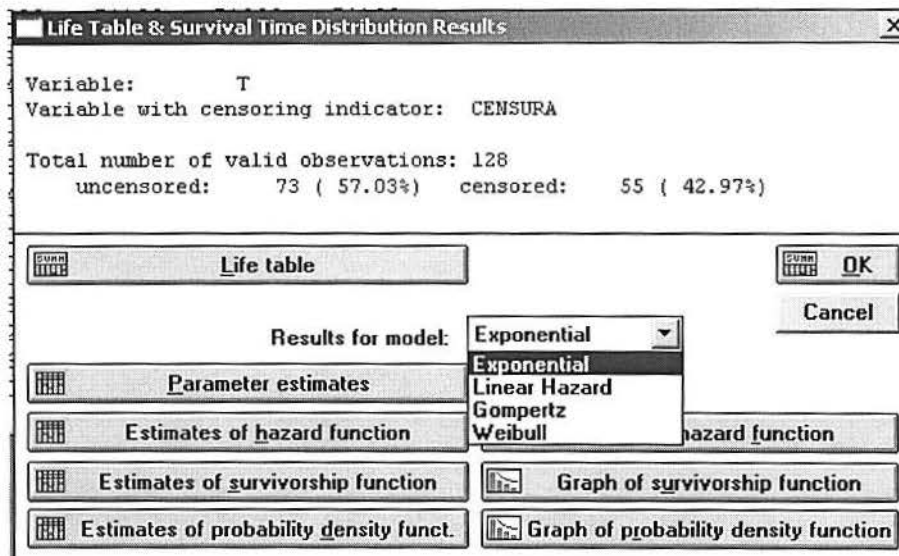 Life Table & Survival Time Distribution Results
Variable: T
Variable with censoring indicator: CENSURA
Total number of valid observations: 128
uncensored: 73 ( 57.03%) censored: 55 ( 42.97%)
SUMM Life table
SUMM OK
Cancel
Results for model: Exponential
Exponential
Linear Hazard
Gompertz
Weibull
Parameter estimates
Estimates of hazard function
hazard function
Estimates of survivorship function
Graph of survivorship function
Estimates of probability density funct.
Graph of probability density function